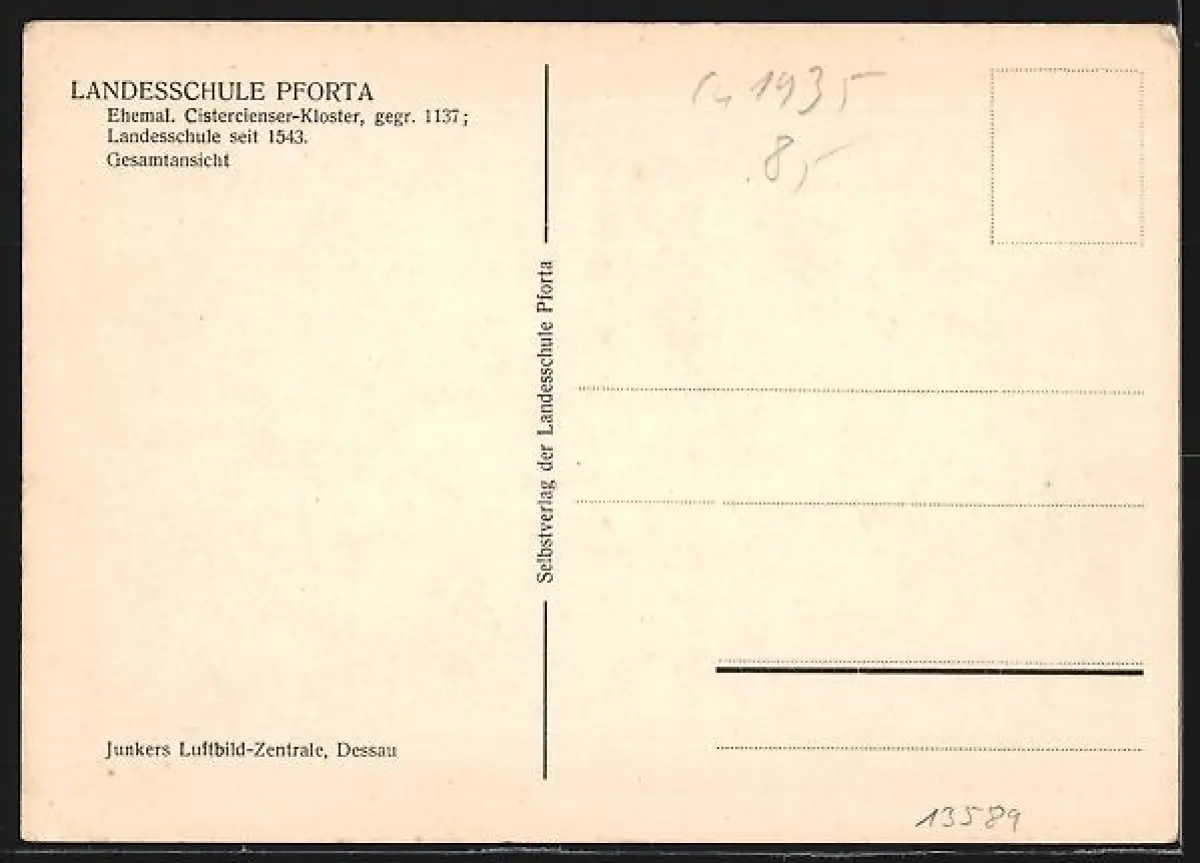 LANDESSCHULE PFORTA
Ehemal. Cistercienser-Kloster, gegr. 1137;
Landesschule seit 1543.
Gesamtansicht
Junkers Luftbild-Zentrale, Dessau
Selbstverlag der Landesschule Pforta
1935
8,-
13589